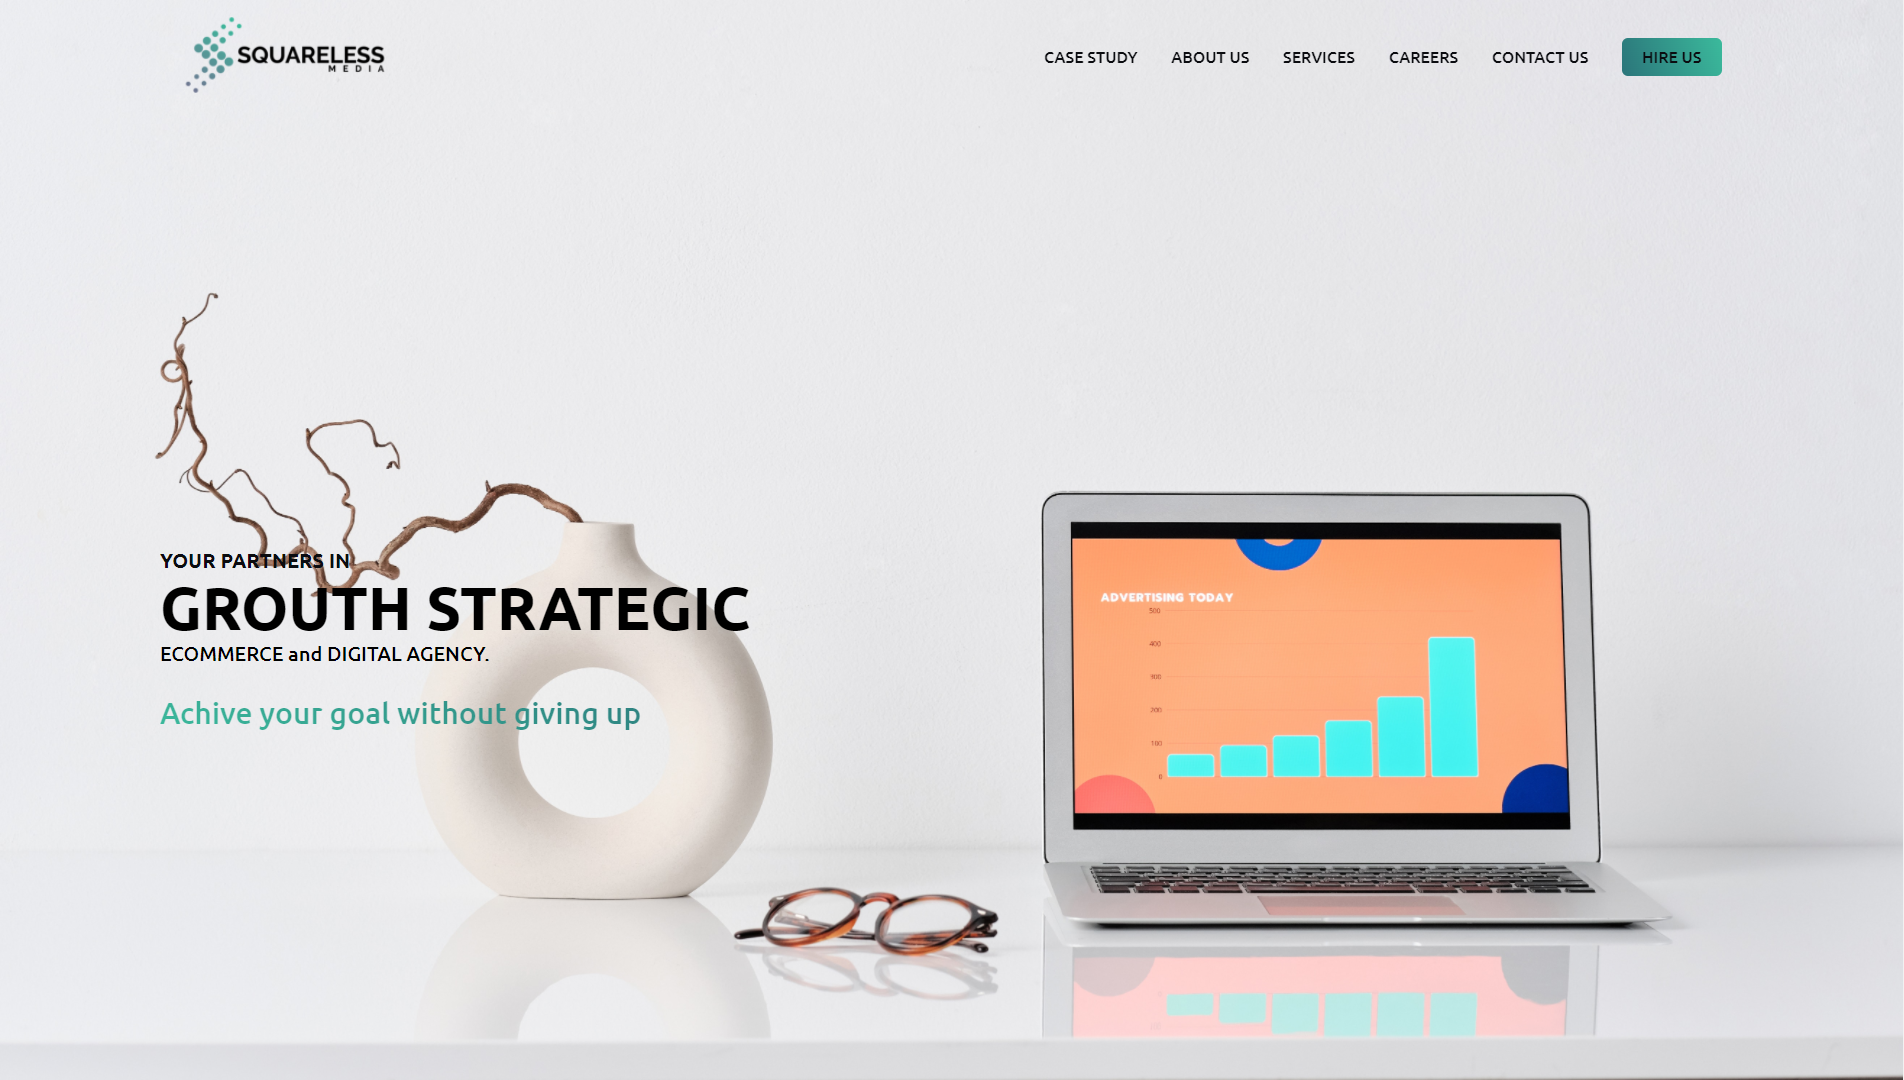 SQUARELESS
MEDIA
CASE STUDY
ABOUT US
SERVICES
CAREERS
CONTACT US
HIRE US
YOUR PARTNERS IN
GROUTH STRATEGIC
ECOMMERCE and DIGITAL AGENCY.
Achive your goal without giving up
ADVERTISING TODAY
500
400
300
200
100
0